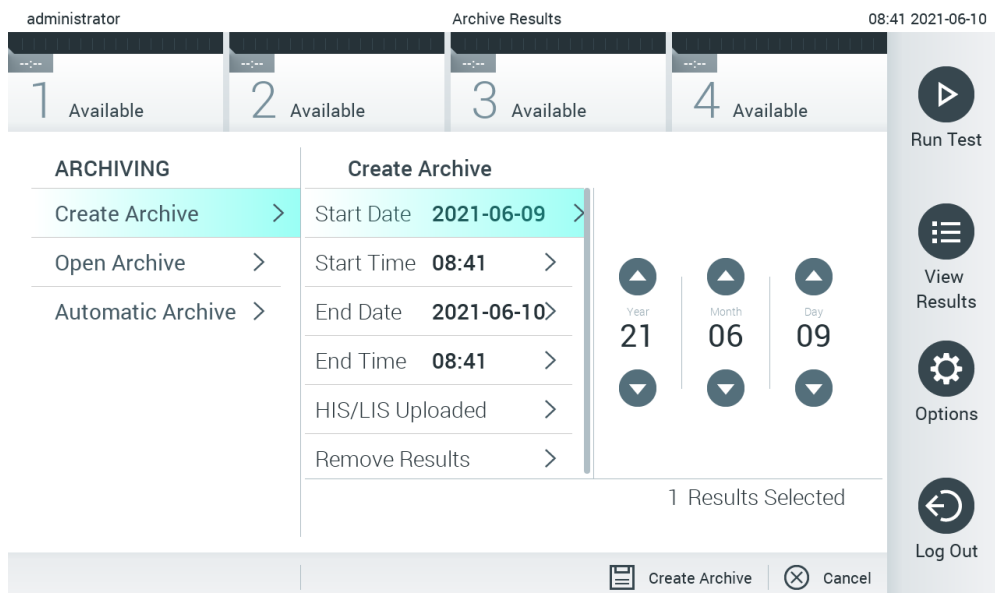 administrator
Archive Results
08:41 2021-06-10
--:--
--:--
--:--
--:--
1 Available
2 Available
3 Available
4 Available
Run Test
View
Results
Options
Log Out
ARCHIVING
Create Archive
Open Archive
Automatic Archive
Create Archive
Start Date 2021-06-09
Start Time 08:41
End Date 2021-06-10
End Time 08:41
HIS/LIS Uploaded
Remove Results
Year
21
Month
06
Day
09
1 Results Selected
Create Archive
Cancel